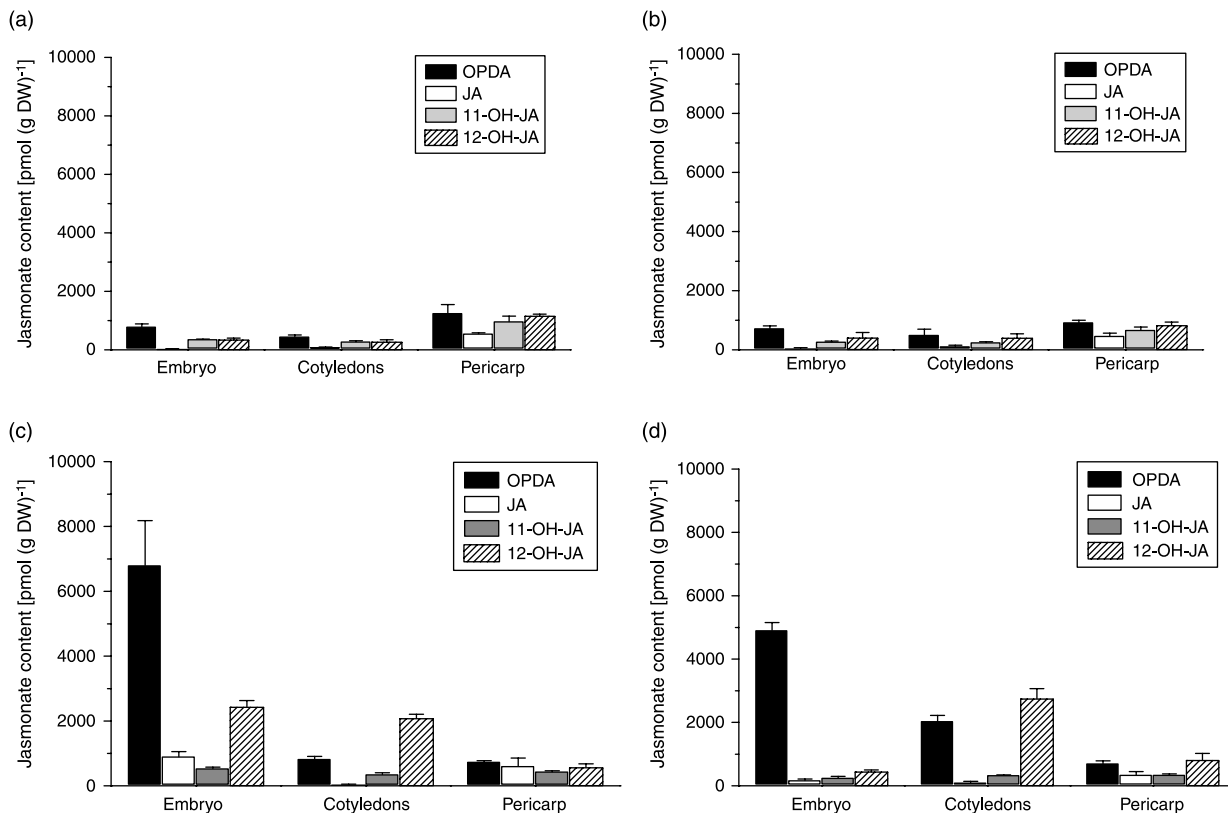 (a)
Jasmonate content [pmol (g DW)-1]
10000
8000
6000
4000
2000
0
OPDA
JA
11-OH-JA
12-OH-JA
Embryo Cotyledons Pericarp
(b)
Jasmonate content [pmol (g DW)-1]
10000
8000
6000
4000
2000
0
OPDA
JA
11-OH-JA
12-OH-JA
Embryo Cotyledons Pericarp
(c)
Jasmonate content [pmol (g DW)-1]
10000
8000
6000
4000
2000
0
OPDA
JA
11-OH-JA
12-OH-JA
Embryo Cotyledons Pericarp
(d)
Jasmonate content [pmol (g DW)-1]
10000
8000
6000
4000
2000
0
OPDA
JA
11-OH-JA
12-OH-JA
Embryo Cotyledons Pericarp